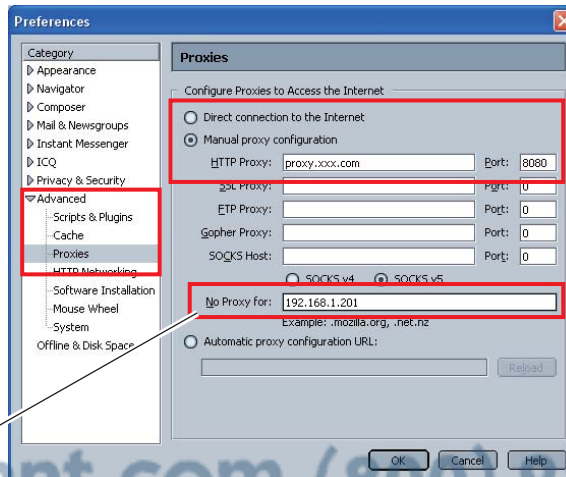 Preferences
Category
Appearance
Navigator
Composer
Mail & Newsgroups
Instant Messenger
ICQ
Privacy & Security
Advanced
Scripts & Plugins
Cache
Proxies
HTTP Networking
Software Installation
Mouse Wheel
System
Offline & Disk Space
Proxies
Configure Proxies to Access the Internet
Direct connection to the Internet
Manual proxy configuration
HTTP Proxy: proxy.xxx.com Port: 8080
SSL Proxy: Port: 0
FTP Proxy: Port: 0
Gopher Proxy: Port: 0
SOCKS Host: Port: 0
SOCKS v4 SOCKS v5
No Proxy for: 192.168.1.201
Example: .mozilla.org, .net.nz
Automatic proxy configuration URL:
Reload
OK Cancel Help